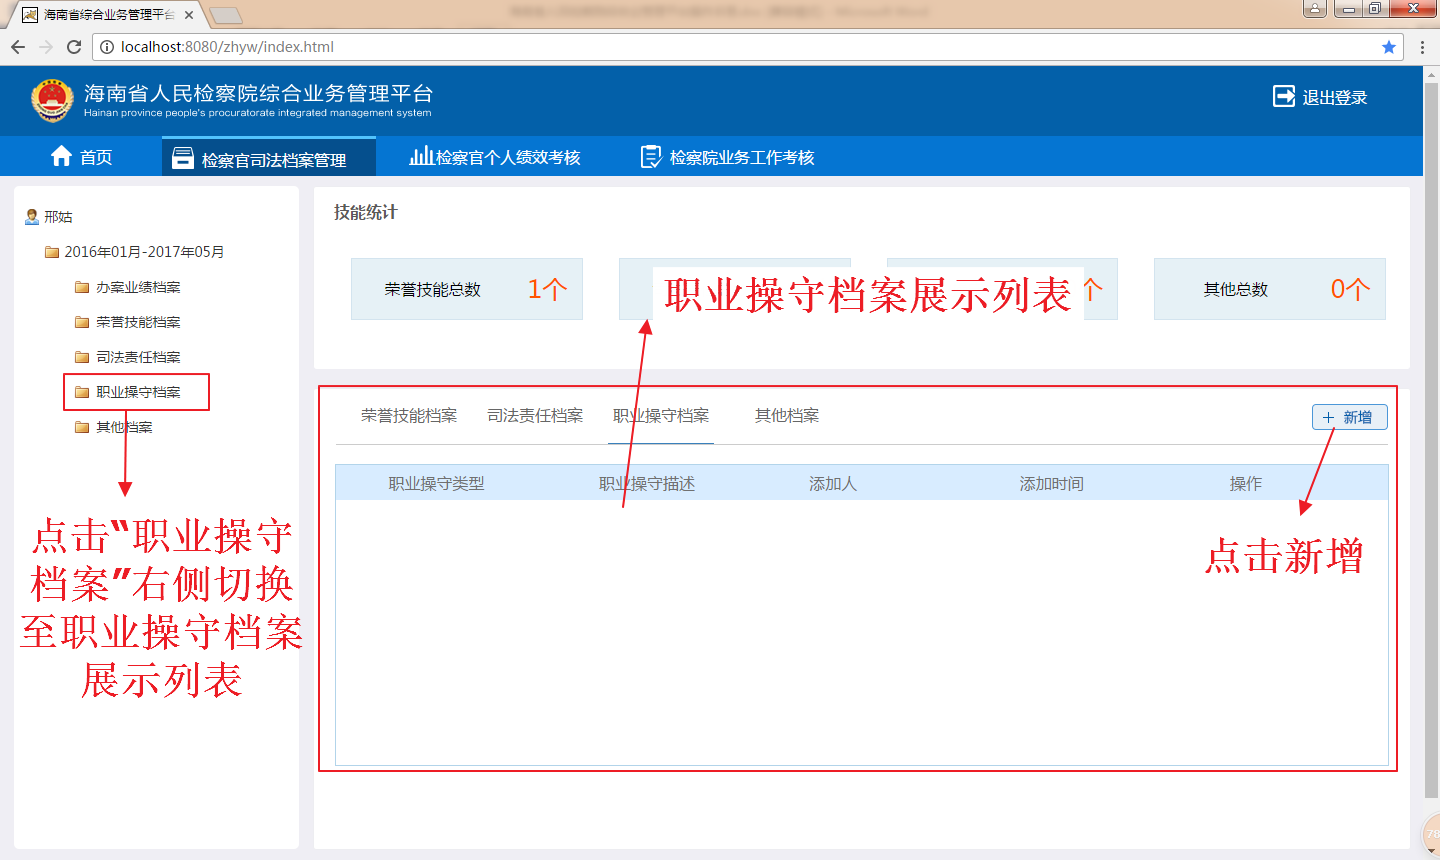 海南省综合业务管理平台
localhost:8080/zhyw/index.html
海南省人民检察院综合业务管理平台
Hainan province people's procuratorate integrated management system
退出登录
首页
检察官司法档案管理
检察官个人绩效考核
检察院业务工作考核
邢姑
2016年01月-2017年05月
办案业绩档案
荣誉技能档案
司法责任档案
职业操守档案
其他档案
点击“职业操守
档案”右侧切换
至职业操守档案
展示列表
技能统计
荣誉技能总数 1个
职业操守档案展示列表
个
其他总数 0个
荣誉技能档案 司法责任档案 职业操守档案 其他档案
+ 新增
职业操守类型 职业操守描述 添加人 添加时间 操作
点击新增
78